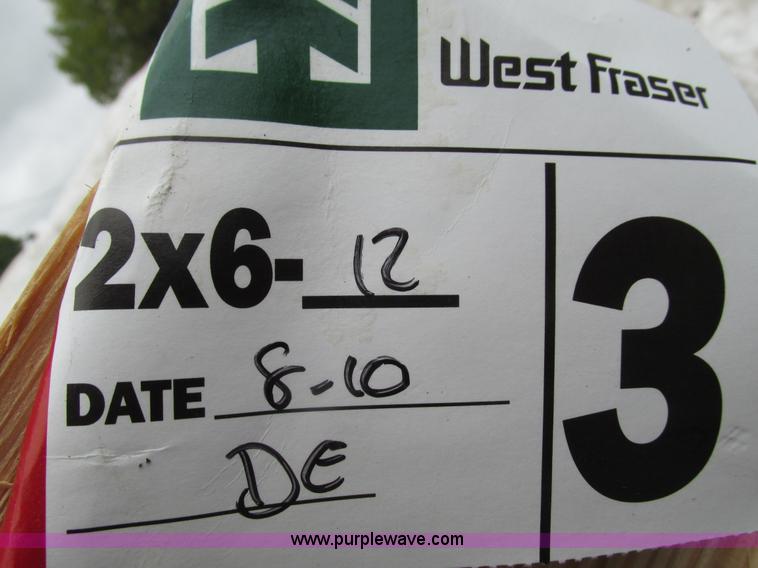 West Fraser
2x6-12
3
DATE 8-10
DE
www.purplewave.com